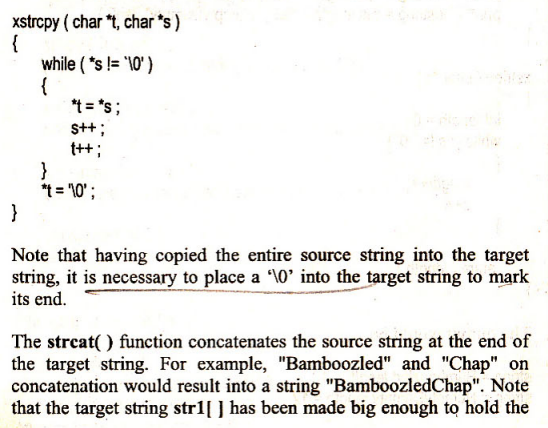 xstrcpy ( char *t, char *s )
{
while ( *s != `\0' )
{
*t = *s ;
s++ ;
t++ ;
}
*t = '\0' ;
}
Note that having copied the entire source string into the target
string, it is necessary to place a ‘\0’ into the target string to mark
its end.
The strcat( ) function concatenates the source string at the end of
the target string. For example, "Bamboozled" and "Chap" on
concatenation would result into a string "BamboozledChap". Note
that the target string str1[ ] has been made big enough to hold the